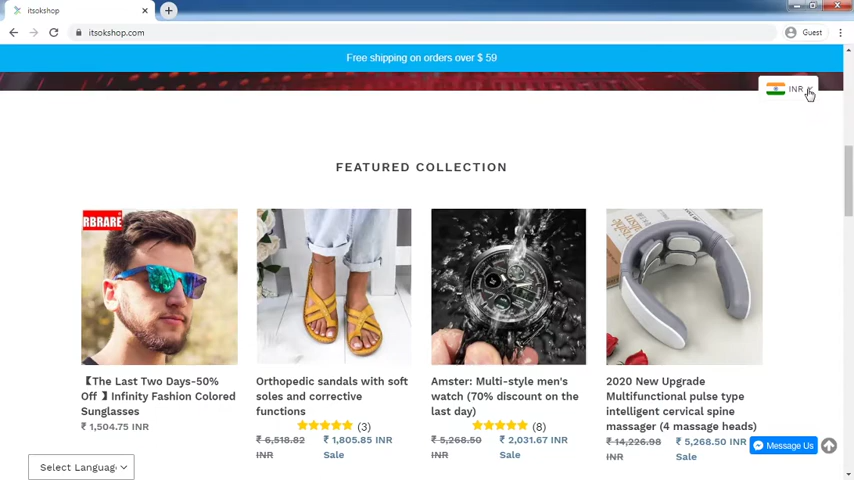 itsokshop
itsokshop.com
Guest
Free shipping on orders over $ 59
INR
FEATURED COLLECTION
RBRARE
【The Last Two Days-50%
Off 】Infinity Fashion Colored
Sunglasses
₹ 1,504.75 INR
Orthopedic sandals with soft
soles and corrective
functions
(3)
₹ 6,518.82 INR
₹ 1,805.85 INR
Sale
Amster: Multi-style men's
watch (70% discount on the
last day)
(8)
₹ 5,268.50 INR
₹ 2,031.67 INR
Sale
2020 New Upgrade
Multifunctional pulse type
intelligent cervical spine
massager (4 massage heads)
₹ 14,226.98 INR
₹ 5,268.50 INR
Sale
Message Us
Select Languag